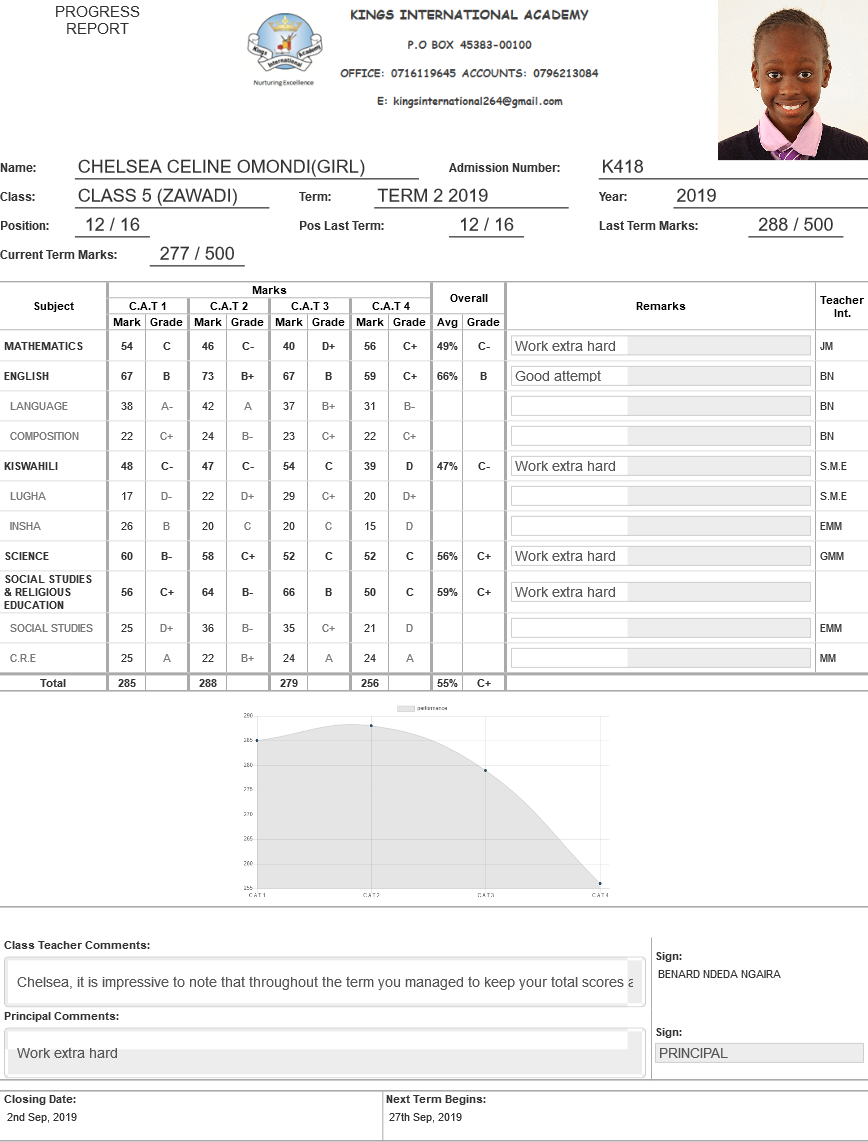 PROGRESS
REPORT
KINGS INTERNATIONAL ACADEMY
P.O BOX 45383-00100
OFFICE: 0716119645 ACCOUNTS: 0796213084
E: kingsinternational264@gmail.com
Kings International Academy
Nurturing Excellence
Name: CHELSEA CELINE OMONDI(GIRL) Admission Number: K418
Class: CLASS 5 (ZAWADI) Term: TERM 2 2019 Year: 2019
Position: 12 / 16 Pos Last Term: 12 / 16 Last Term Marks: 288 / 500
Current Term Marks: 277 / 500
Subject Marks Overall Remarks Teacher Int.
C.A.T 1 C.A.T 2 C.A.T 3 C.A.T 4
Mark Grade Mark Grade Mark Grade Mark Grade Avg Grade
MATHEMATICS 54 C 46 C- 40 D+ 56 C+ 49% C- Work extra hard JM
ENGLISH 67 B 73 B+ 67 B 59 C+ 66% B Good attempt BN
LANGUAGE 38 A- 42 A 37 B+ 31 B- BN
COMPOSITION 22 C+ 24 B- 23 C+ 22 C+ BN
KISWAHILI 48 C- 47 C- 54 C 39 D 47% C- Work extra hard S.M.E
LUGHA 17 D- 22 D+ 29 C+ 20 D+ S.M.E
INSHA 26 B 20 C 20 C 15 D EMM
SCIENCE 60 B- 58 C+ 52 C 52 C 56% C+ Work extra hard GMM
SOCIAL STUDIES
& RELIGIOUS
EDUCATION 56 C+ 64 B- 66 B 50 C 59% C+ Work extra hard
SOCIAL STUDIES 25 D+ 36 B- 35 C+ 21 D EMM
C.R.E 25 A 22 B+ 24 A 24 A MM
Total 285 288 279 256 55% C+
performance
290
285
280
275
270
265
260
255
CAT1 CAT2 CAT3 CAT4
Class Teacher Comments:
Chelsea, it is impressive to note that throughout the term you managed to keep your total scores a
Sign:
BENARD NDEDA NGAIRA
Principal Comments:
Work extra hard
Sign:
PRINCIPAL
Closing Date: Next Term Begins:
2nd Sep, 2019 27th Sep, 2019